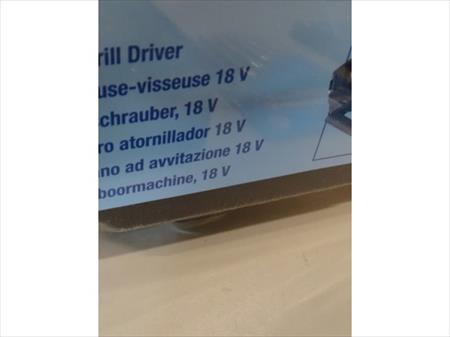 rill Driver
use-visseuse 18 V
chrauber, 18 V
ro atornillador 18 V
no ad avvitazione 18 V
boormachine, 18 V